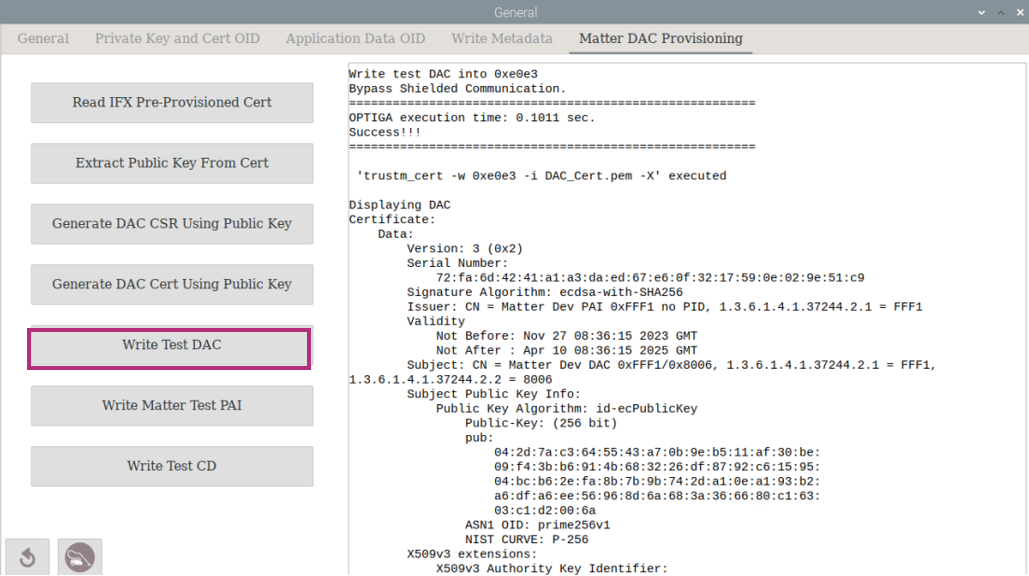 General
General Private Key and Cert OID Application Data OID Write Metadata Matter DAC Provisioning
Read IFX Pre-Provisioned Cert
Extract Public Key From Cert
Generate DAC CSR Using Public Key
Generate DAC Cert Using Public Key
Write Test DAC
Write Matter Test PAI
Write Test CD
Write test DAC into 0xe0e3
Bypass Shielded Communication.
========================================================
OPTIGA execution time: 0.1011 sec.
Success!!!
========================================================
'trustm_cert -w 0xe0e3 -i DAC_Cert.pem -X' executed
Displaying DAC
Certificate:
Data:
Version: 3 (0x2)
Serial Number:
72:fa:6d:42:41:a1:a3:da:ed:67:e6:0f:32:17:59:0e:02:9e:51:c9
Signature Algorithm: ecdsa-with-SHA256
Issuer: CN = Matter Dev PAI 0xFFF1 no PID, 1.3.6.1.4.1.37244.2.1 = FFF1
Validity
Not Before: Nov 27 08:36:15 2023 GMT
Not After : Apr 10 08:36:15 2025 GMT
Subject: CN = Matter Dev DAC 0xFFF1/0x8006, 1.3.6.1.4.1.37244.2.1 = FFF1,
1.3.6.1.4.1.37244.2.2 = 8006
Subject Public Key Info:
Public Key Algorithm: id-ecPublicKey
Public-Key: (256 bit)
pub:
04:2d:7a:c3:64:55:43:a7:0b:9e:b5:11:af:30:be:
09:f4:3b:b6:91:4b:68:32:26:df:87:92:c6:15:95:
04:bc:b6:2e:fa:8b:7b:9b:74:2d:a1:0e:a1:93:b2:
a6:df:a6:ee:56:96:8d:6a:68:3a:36:66:80:c1:63:
03:c1:d2:00:6a
ASN1 OID: prime256v1
NIST CURVE: P-256
X509v3 extensions:
X509v3 Authority Key Identifier: